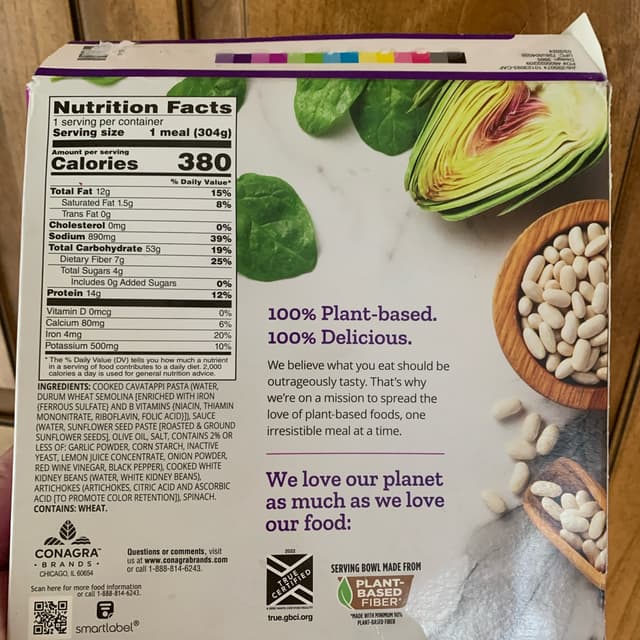 Nutrition Facts
1 serving per container
Serving size 1 meal (304g)
Amount per serving
Calories 380
% Daily Value*
Total Fat 12g 15%
Saturated Fat 1.5g 8%
Trans Fat 0g
Cholesterol 0mg 0%
Sodium 890mg 39%
Total Carbohydrate 53g 19%
Dietary Fiber 7g 25%
Total Sugars 4g
Includes 0g Added Sugars 0%
Protein 14g 12%
Vitamin D 0mcg 0%
Calcium 80mg 6%
Iron 4mg 20%
Potassium 500mg 10%
* The % Daily Value (DV) tells you how much a nutrient
in a serving of food contributes to a daily diet. 2,000
calories a day is used for general nutrition advice.
INGREDIENTS: COOKED CAVATAPPI PASTA (WATER,
DURUM WHEAT SEMOLINA [ENRICHED WITH IRON
(FERROUS SULFATE) AND B VITAMINS (NIACIN, THIAMIN
MONONITRATE, RIBOFLAVIN, FOLIC ACID)]), SAUCE
(WATER, SUNFLOWER SEED PASTE [ROASTED & GROUND
SUNFLOWER SEEDS], OLIVE OIL, SALT, CONTAINS 2% OR
LESS OF: GARLIC POWDER, CORN STARCH, INACTIVE
YEAST, LEMON JUICE CONCENTRATE, ONION POWDER,
RED WINE VINEGAR, BLACK PEPPER), COOKED WHITE
KIDNEY BEANS (WATER, WHITE KIDNEY BEANS),
ARTICHOKES (ARTICHOKES, CITRIC ACID AND ASCORBIC
ACID [TO PROMOTE COLOR RETENTION]), SPINACH.
CONTAINS: WHEAT.
100% Plant-based.
100% Delicious.
We believe what you eat should be
outrageously tasty. That's why
we're on a mission to spread the
love of plant-based foods, one
irresistible meal at a time.
We love our planet
as much as we love
our food:
CONAGRA
BRANDS
CHICAGO, IL 60654
Questions or comments, visit
us at www.conagrabrands.com
or call 1-888-814-6243.
Scan here for more food information
or call 1-888-814-6243.
smartlabel®
2022
TRUE
CERTIFIED
true.gbci.org
SERVING BOWL MADE FROM
PLANT-
BASED
FIBER*
*MADE WITH MINIMUM 90%
PLANT-BASED FIBER